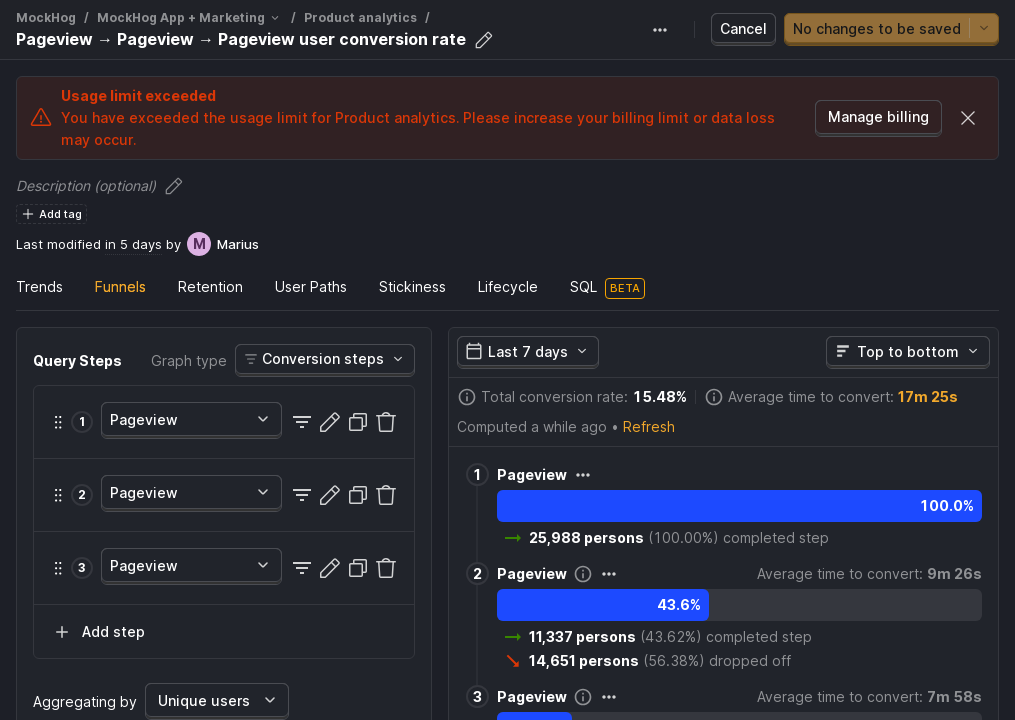 MockHog / MockHog App + Marketing / Product analytics /
Pageview → Pageview → Pageview user conversion rate
Cancel
No changes to be saved
Usage limit exceeded
You have exceeded the usage limit for Product analytics. Please increase your billing limit or data loss
may occur.
Manage billing
Description (optional)
Add tag
Last modified in 5 days by M Marius
Trends Funnels Retention User Paths Stickiness Lifecycle SQL BETA
Query Steps Graph type Conversion steps
1 Pageview
2 Pageview
3 Pageview
Add step
Aggregating by Unique users
Last 7 days Top to bottom
Total conversion rate: 15.48% Average time to convert: 17m 25s
Computed a while ago • Refresh
1 Pageview
100.0%
25,988 persons (100.00%) completed step
2 Pageview Average time to convert: 9m 26s
43.6%
11,337 persons (43.62%) completed step
14,651 persons (56.38%) dropped off
3 Pageview Average time to convert: 7m 58s